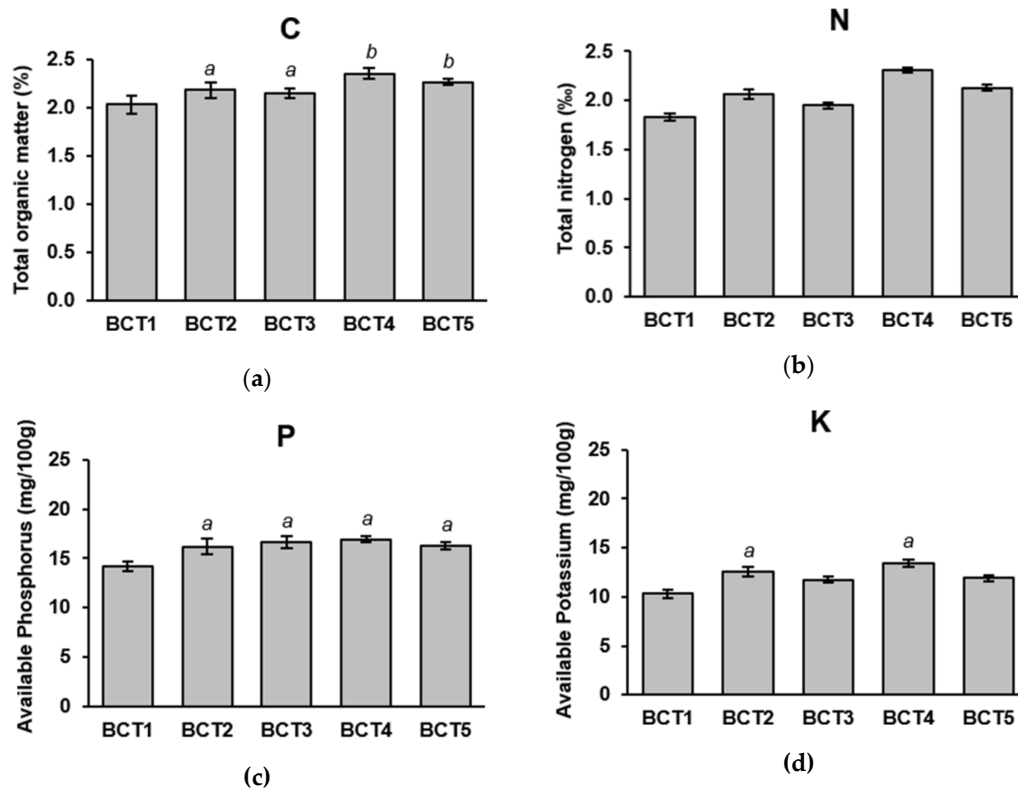 C
Total organic matter (%)
2.5
2.0
1.5
1.0
0.5
0.0
a
a
b
b
BCT1 BCT2 BCT3 BCT4 BCT5
(a)
N
Total nitrogen (‰)
2.5
2.0
1.5
1.0
0.5
0.0
BCT1 BCT2 BCT3 BCT4 BCT5
(b)
P
Available Phosphorus (mg/100g)
25
20
15
10
5
0
a
a
a
a
BCT1 BCT2 BCT3 BCT4 BCT5
(c)
K
Available Potassium (mg/100g)
25
20
15
10
5
0
a
a
BCT1 BCT2 BCT3 BCT4 BCT5
(d)